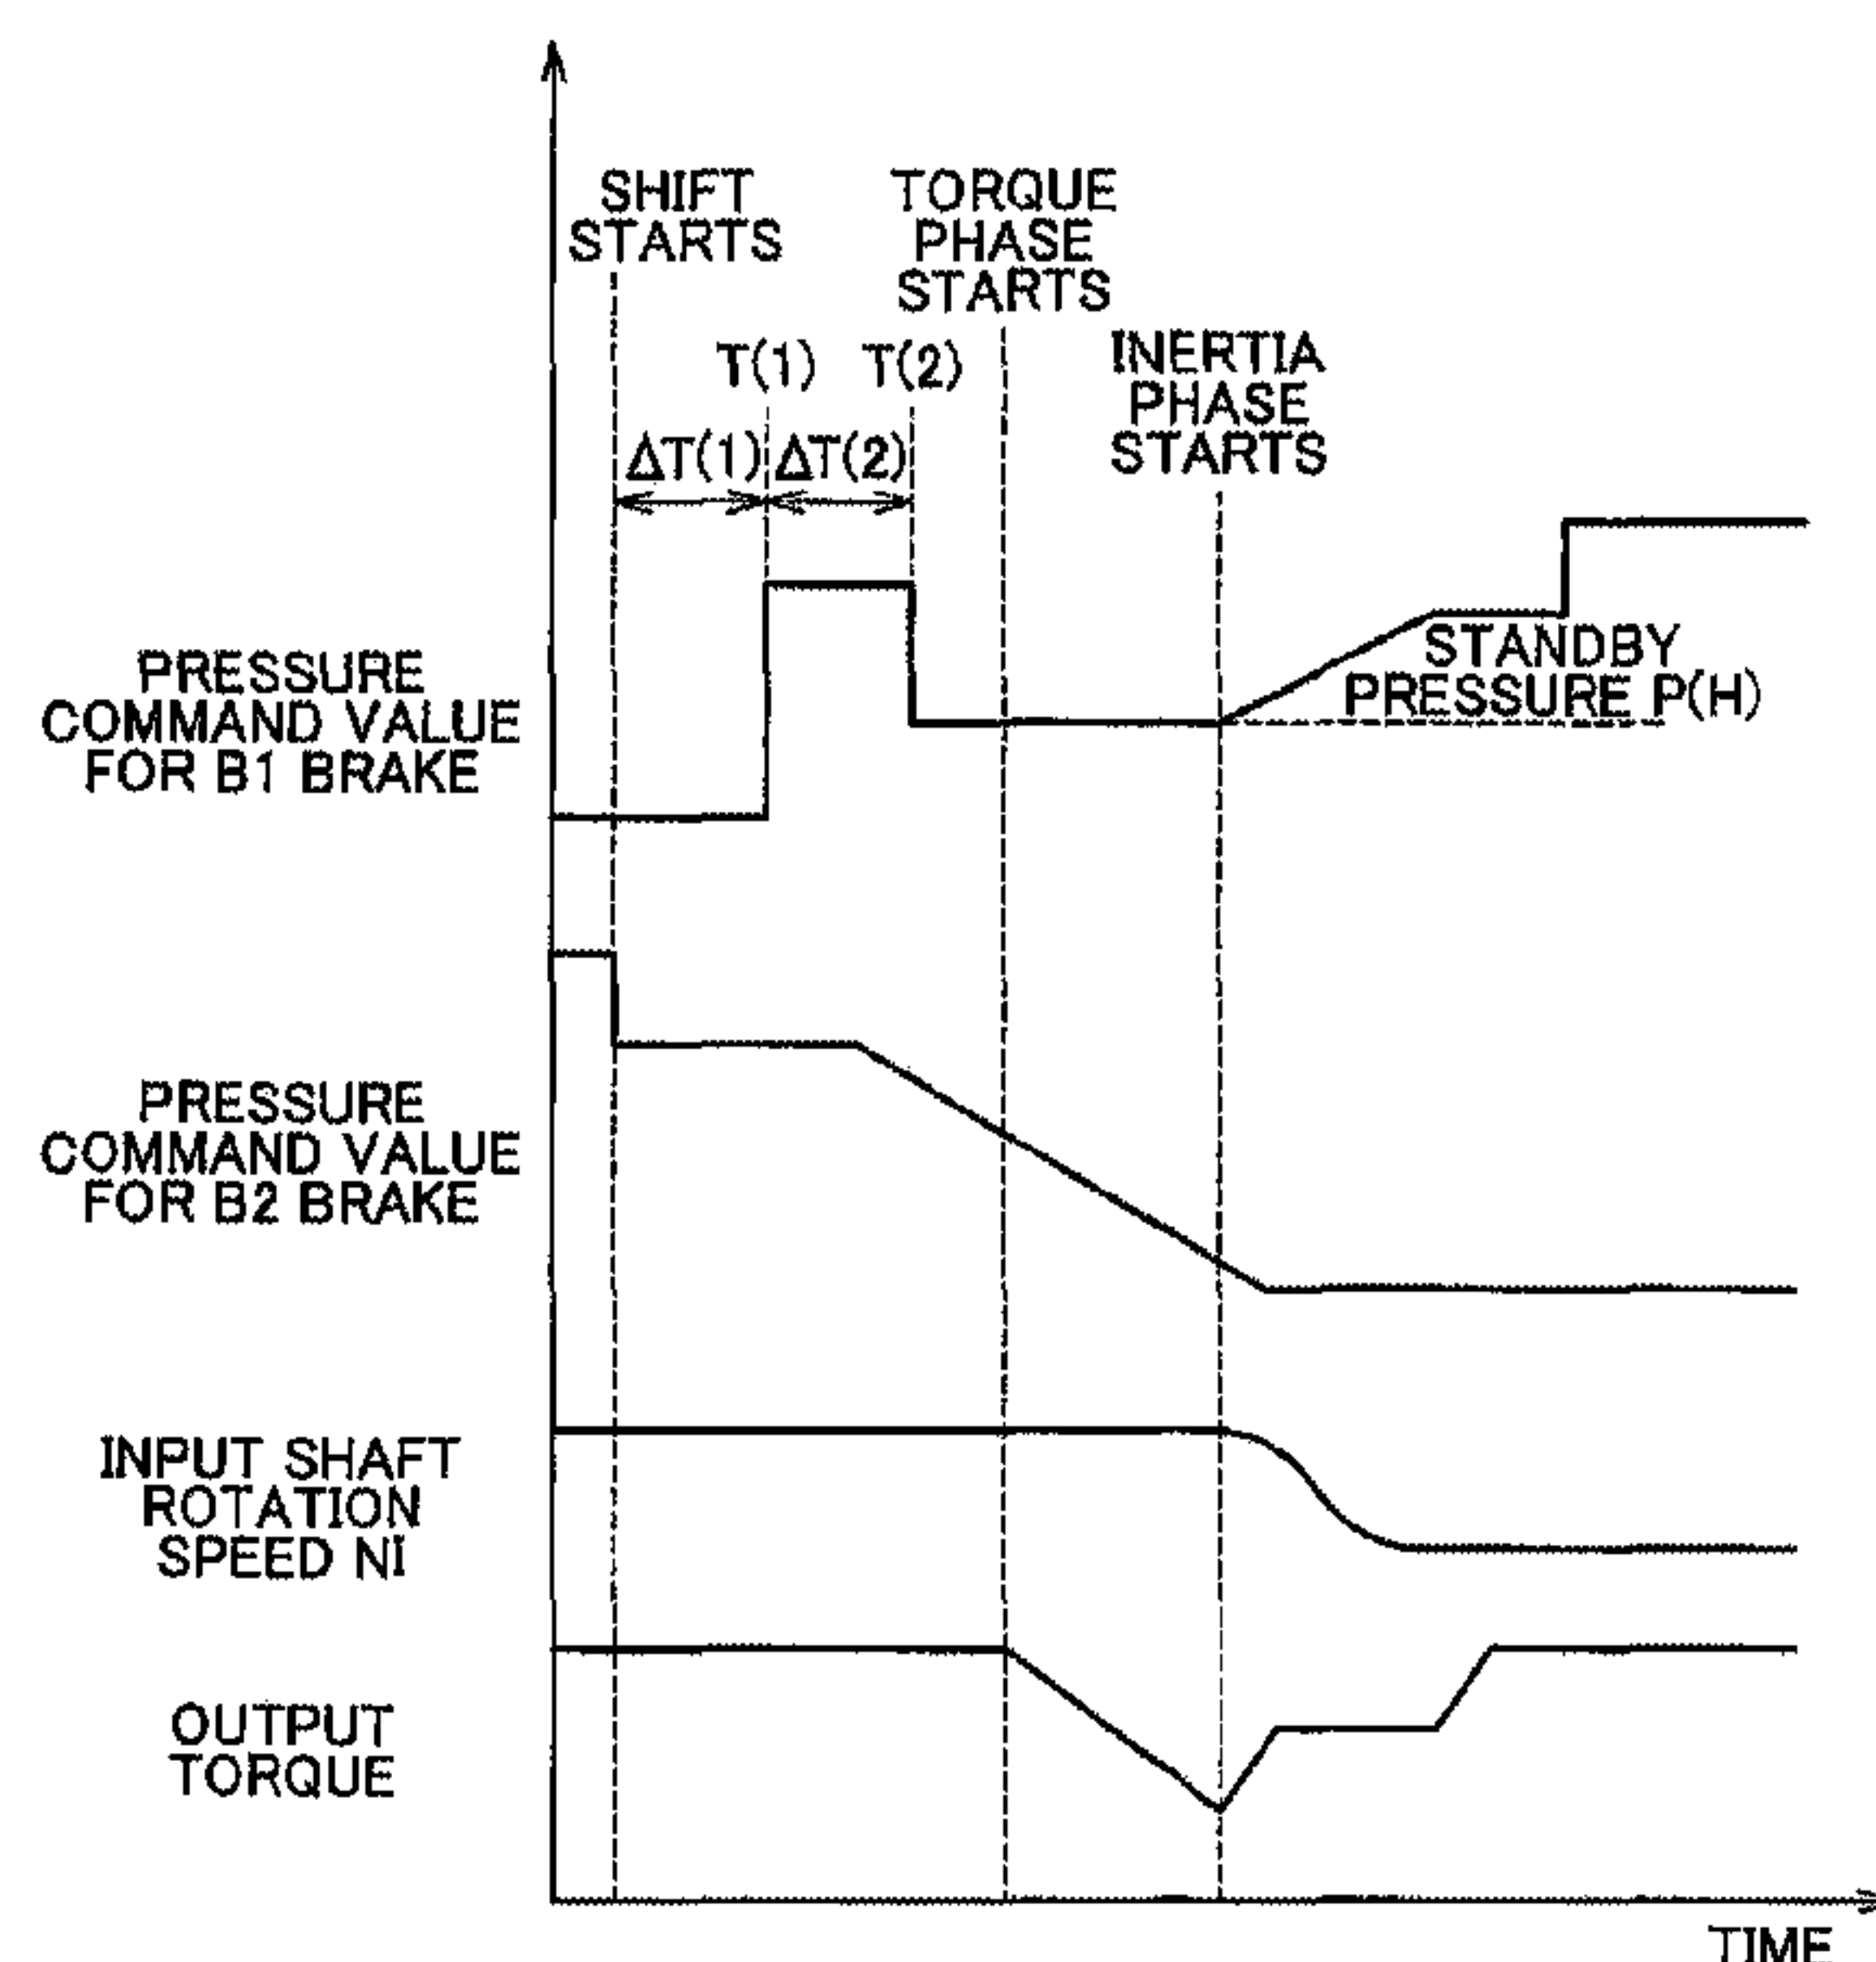 SHIFT
STARTS
TORQUE
PHASE
STARTS
T(1)
T(2)
INERTIA
PHASE
STARTS
ΔT(1)
ΔT(2)
STANDBY
PRESSURE P(H)
PRESSURE
COMMAND VALUE
FOR B1 BRAKE
PRESSURE
COMMAND VALUE
FOR B2 BRAKE
INPUT SHAFT
ROTATION
SPEED NI
OUTPUT
TORQUE
TIME